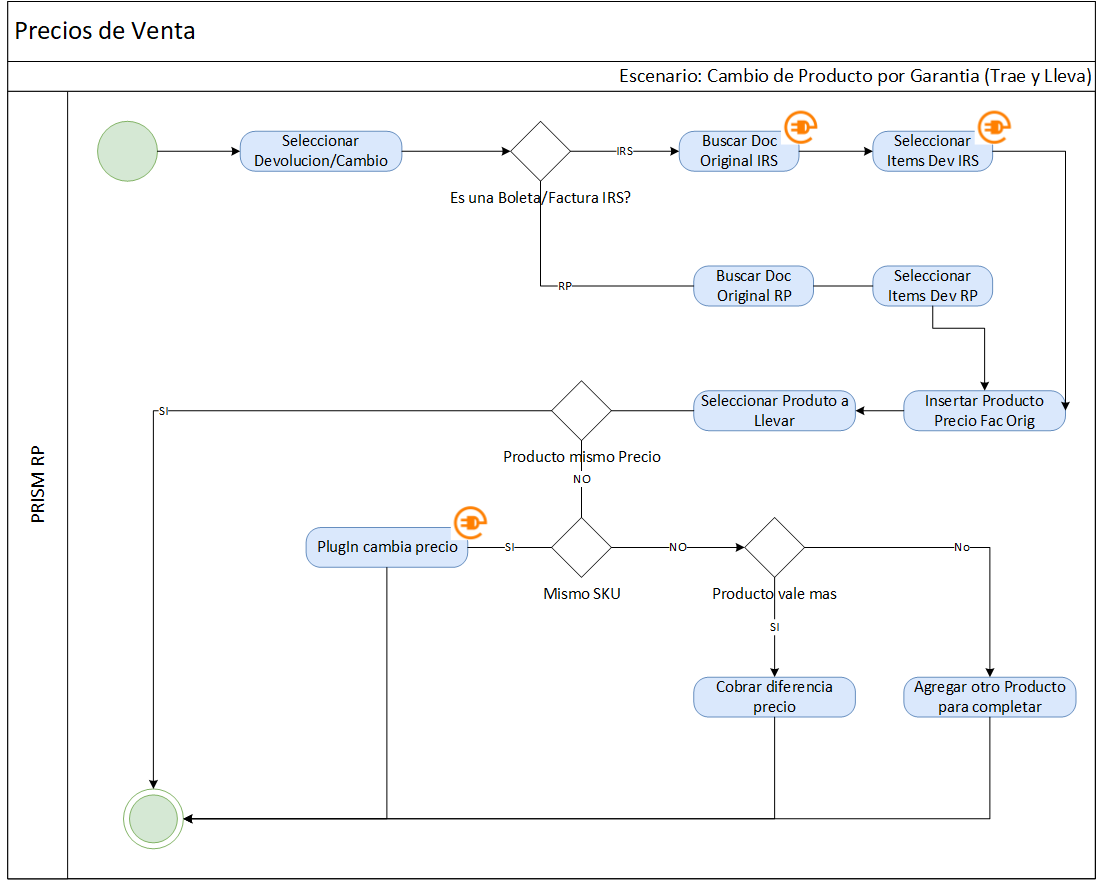 Precios de Venta
Escenario: Cambio de Producto por Garantia (Trae y Lleva)
PRISM RP
Seleccionar
Devolucion/Cambio
Es una Boleta/Factura IRS?
IRS
Buscar Doc
Original IRS
Seleccionar
Items Dev IRS
RP
Buscar Doc
Original RP
Seleccionar
Items Dev RP
Insertar Producto
Precio Fac Orig
Seleccionar Produto a
Llevar
Producto mismo Precio
SI
NO
Mismo SKU
SI
PlugIn cambia precio
NO
Producto vale mas
No
SI
Cobrar diferencia
precio
Agregar otro Producto
para completar